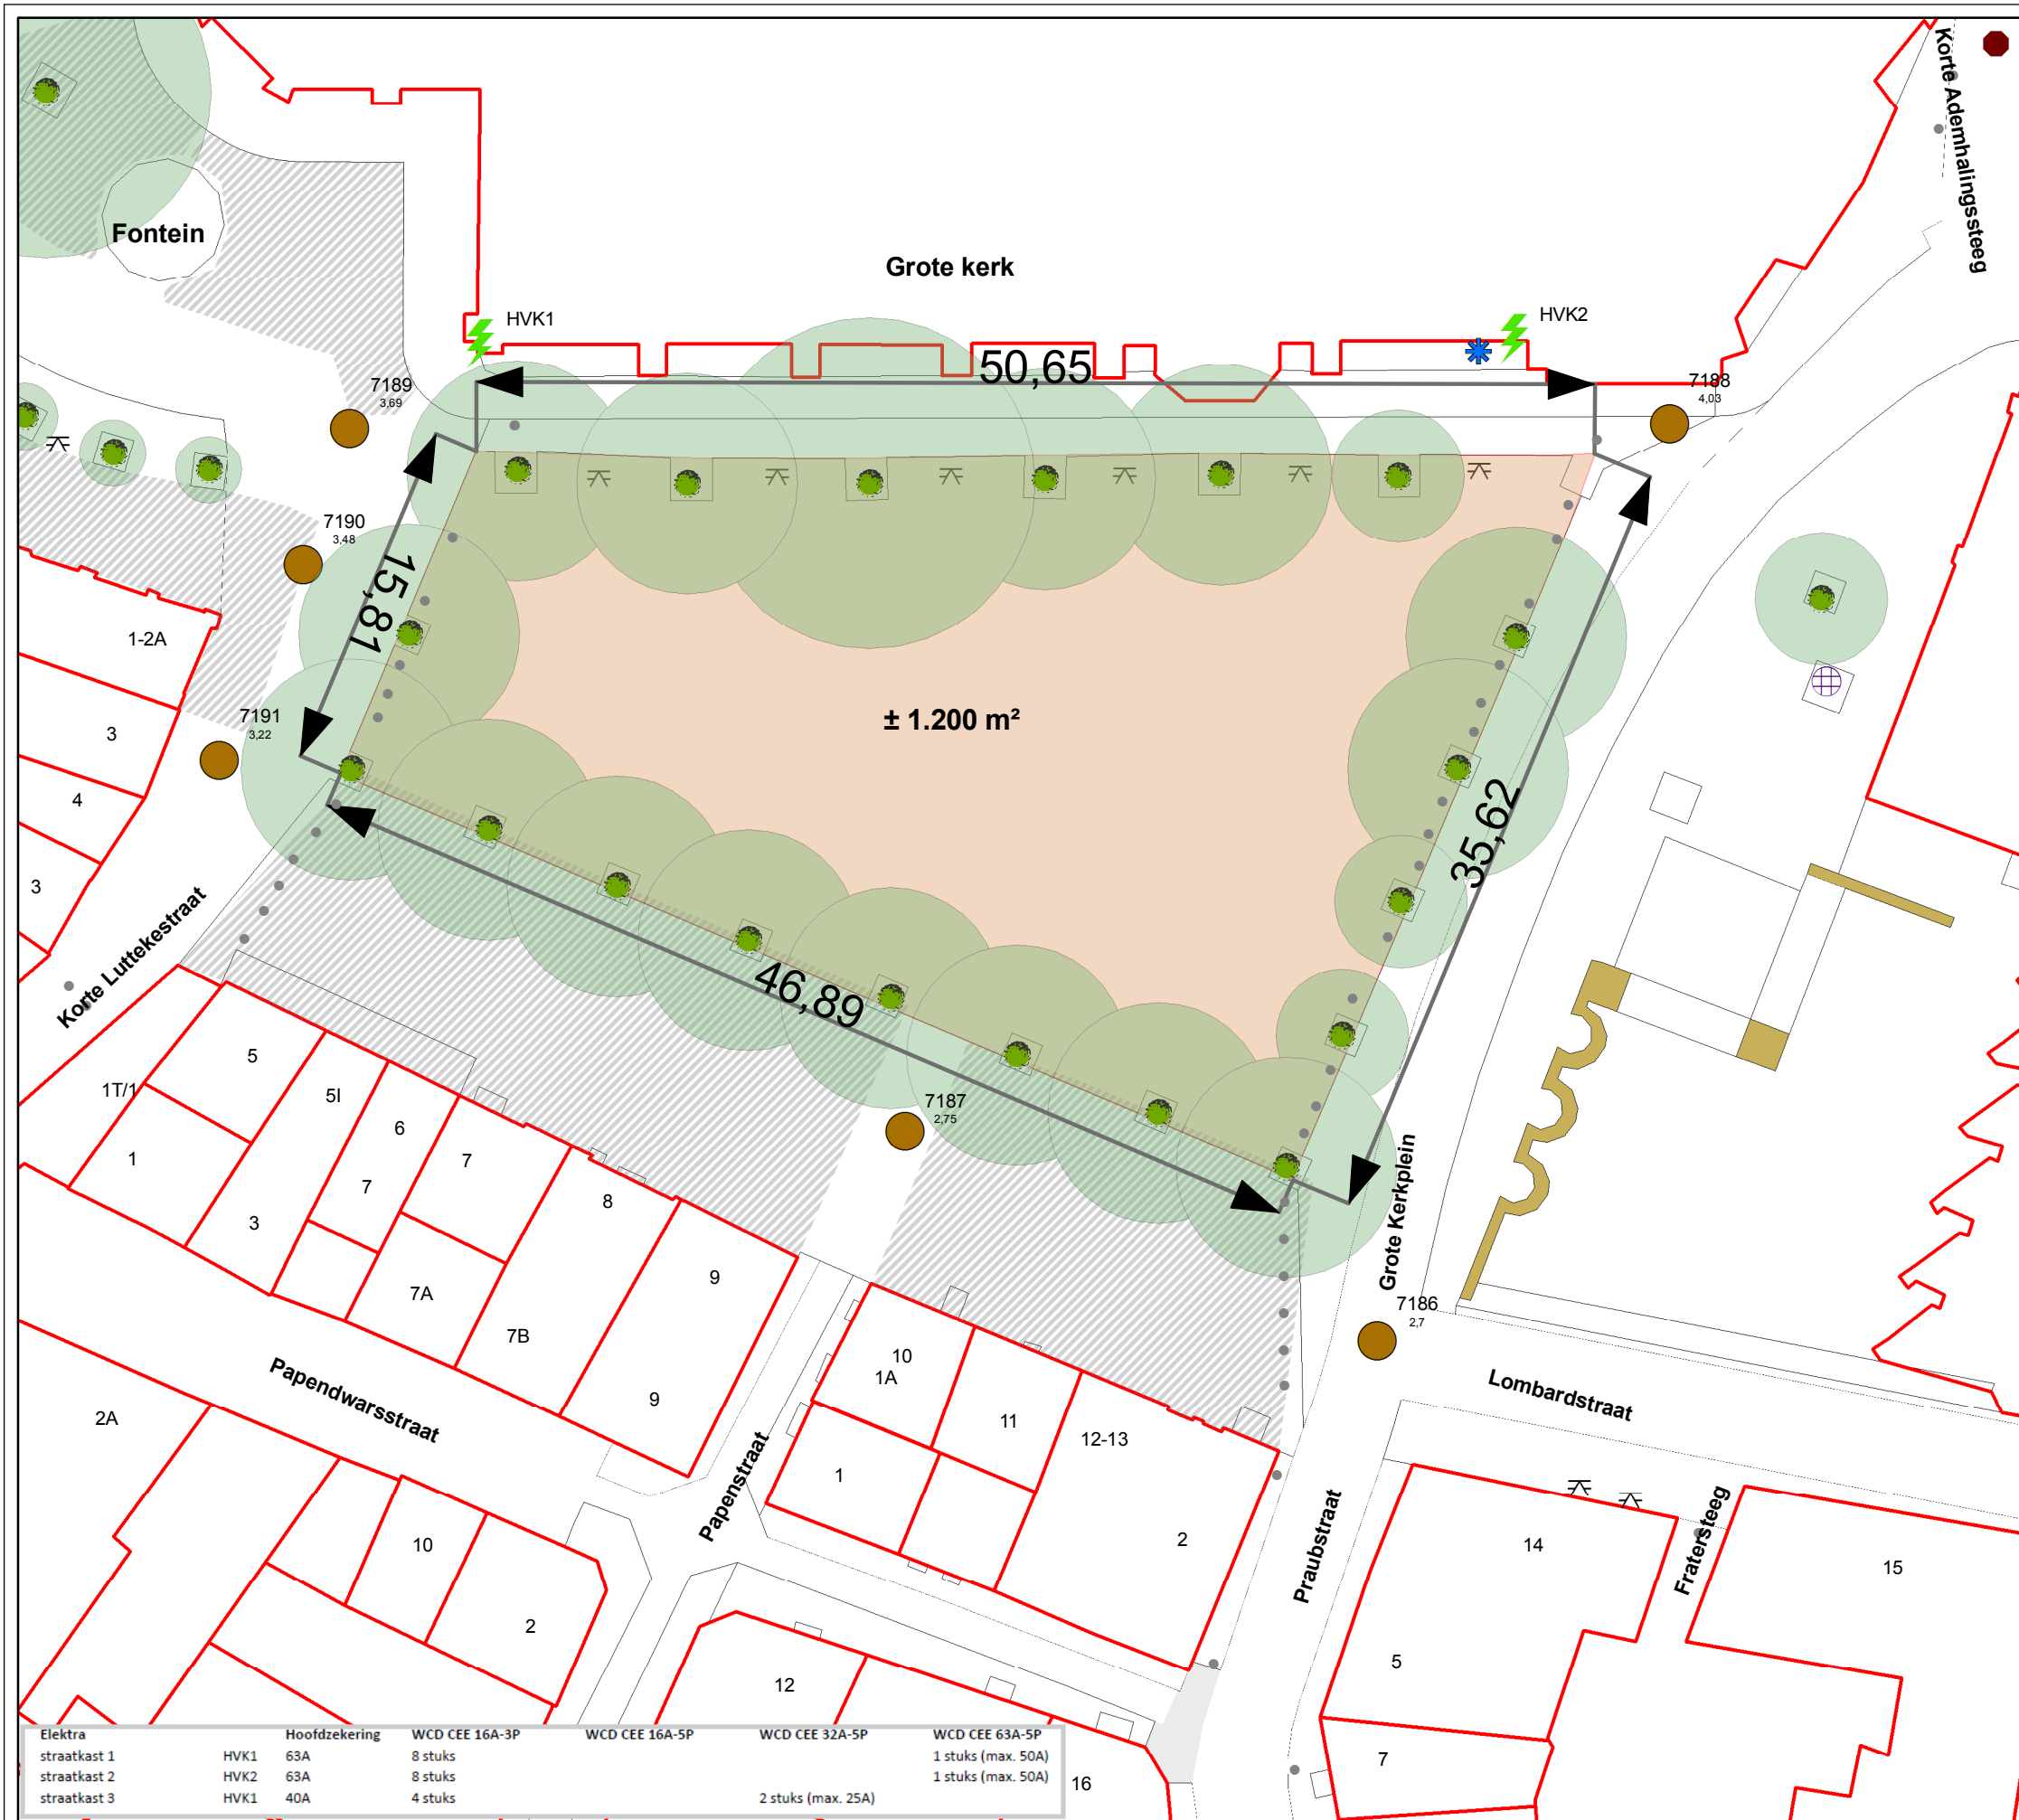 Korte Ademhalingssteeg
Fontein
Grote kerk
HVK1
HVK2
50,65
7189
3,69
7188
4,03
7190
3,48
15,81
1-2A
7191
3,22
3
± 1.200 m²
4
35,62
3
Korte Luttekestraat
46,89
5
1T/1
5I
7187
2,75
6
1
7
7
8
3
Grote Kerkplein
9
7A
7186
2,7
7B
10
1A
Papendwarsstraat
9
Lombardstraat
2A
11
12-13
1
Papenstraat
10
2
Praubstraat
14
Fratersteeg
15
2
5
12
7
16
Elektra Hoofdzekering WCD CEE 16A-3P WCD CEE 16A-5P WCD CEE 32A-5P WCD CEE 63A-5P
straatkast 1 HVK1 63A 8 stuks 1 stuks (max. 50A)
straatkast 2 HVK2 63A 8 stuks 1 stuks (max. 50A)
straatkast 3 HVK1 40A 4 stuks 2 stuks (max. 25A)